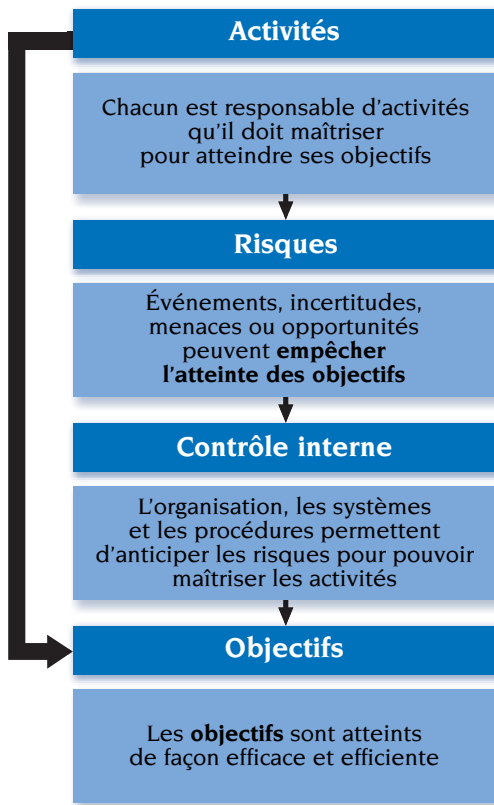 Activités
Chacun est responsable d'activités
qu'il doit maîtriser
pour atteindre ses objectifs
Risques
Événements, incertitudes,
menaces ou opportunités
peuvent empêcher
l'atteinte des objectifs
Contrôle interne
L'organisation, les systèmes
et les procédures permettent
d'anticiper les risques pour pouvoir
maîtriser les activités
Objectifs
Les objectifs sont atteints
de façon efficace et efficiente